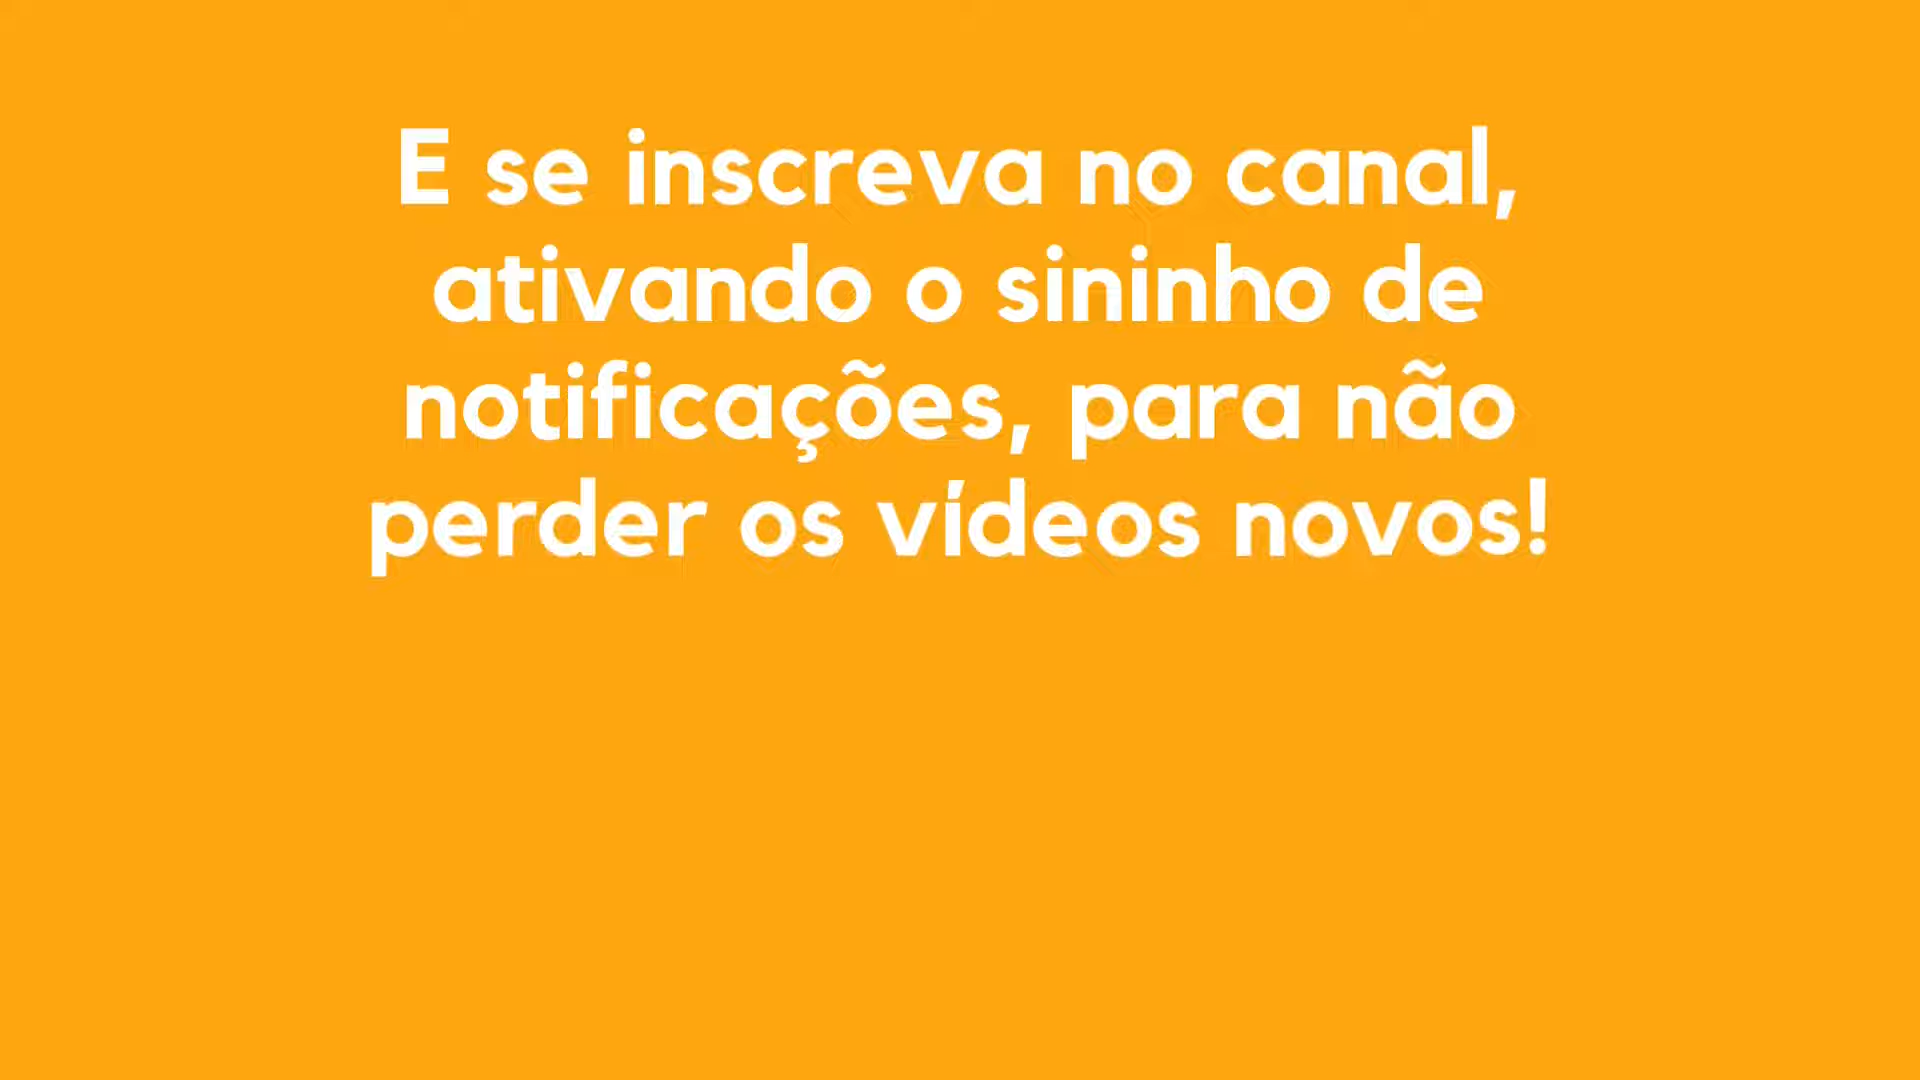 E se inscreva no canal,
ativando o sininho de
notificações, para não
perder os vídeos novos!